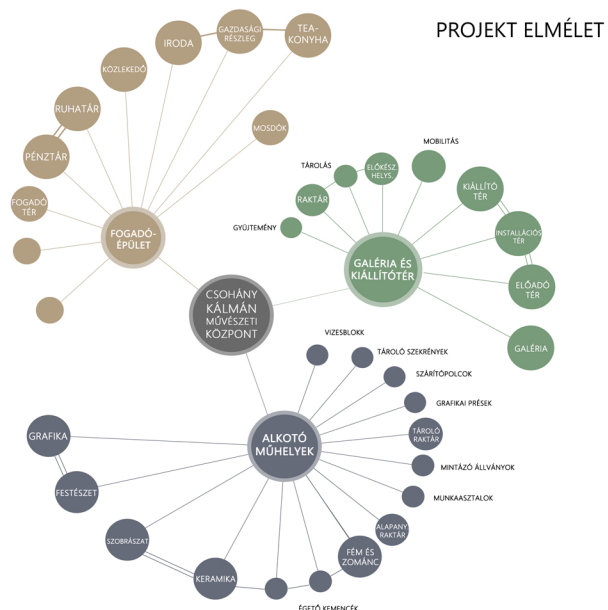 PROJEKT ELMÉLET
TEA-
KONYHA
GAZDASÁGI
RÉSZLEG
IRODA
KÖZLEKEDŐ
RUHATÁR
PÉNZTÁR
FOGADÓ
TÉR
MOSDÓK
FOGADÓ-
ÉPÜLET
MOBILITÁS
TÁROLÁS
ELŐKÉSZ.
HELYS.
RAKTÁR
GYŰJTEMÉNY
KIÁLLÍTÓ
TÉR
INSTALLÁCIÓS
TÉR
ELŐADÓ
TÉR
GALÉRIA
GALÉRIA ÉS
KIÁLLÍTÓTÉR
CSOHÁNY
KÁLMÁN
MŰVÉSZETI
KÖZPONT
VIZESBLOKK
TÁROLÓ SZEKRÉNYEK
SZÁRÍTÓPOLCOK
GRAFIKAI PRÉSEK
TÁROLÓ
RAKTÁR
MINTÁZÓ ÁLLVÁNYOK
MUNKAASZTALOK
ALAPANY.
RAKTÁR
ALKOTÓ
MŰHELYEK
GRAFIKA
FESTÉSZET
SZOBRÁSZAT
KERAMIKA
FÉM ÉS
ZOMÁNC
ÉGETŐ KEMENCÉK